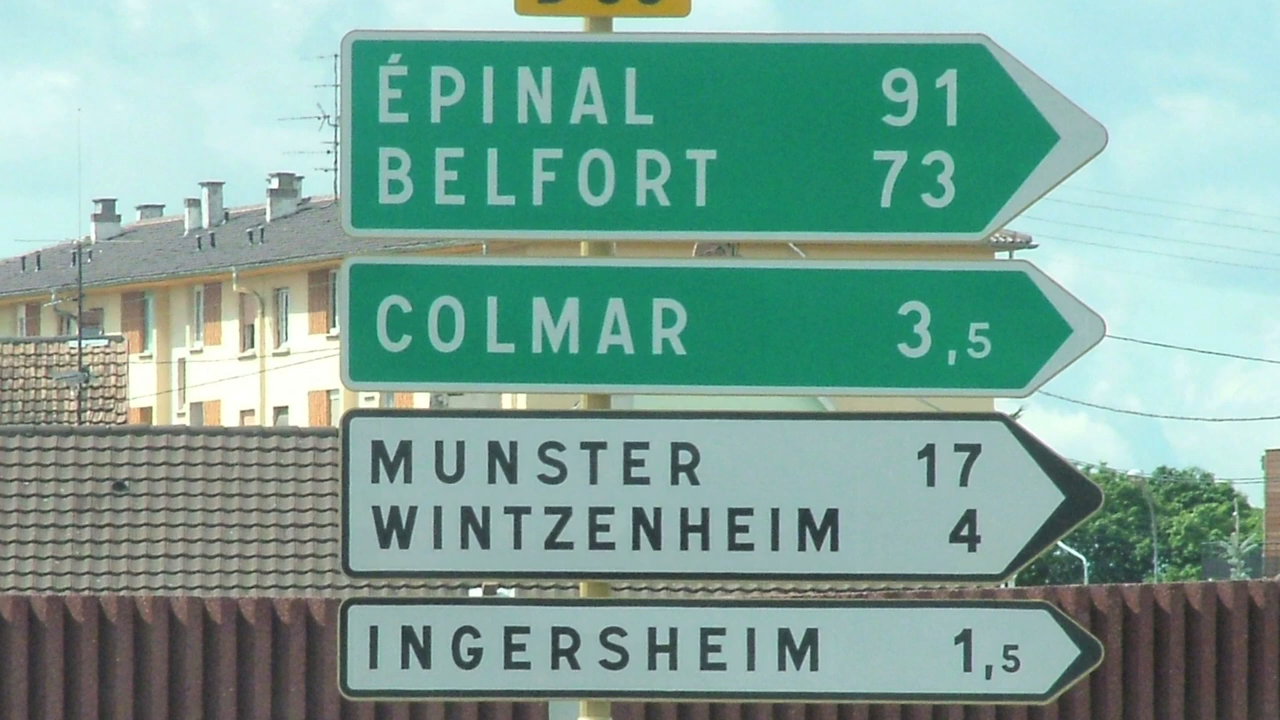 ÉPINAL 91
BELFORT 73
COLMAR 3,5
MUNSTER 17
WINTZENHEIM 4
INGERSHEIM 1,5